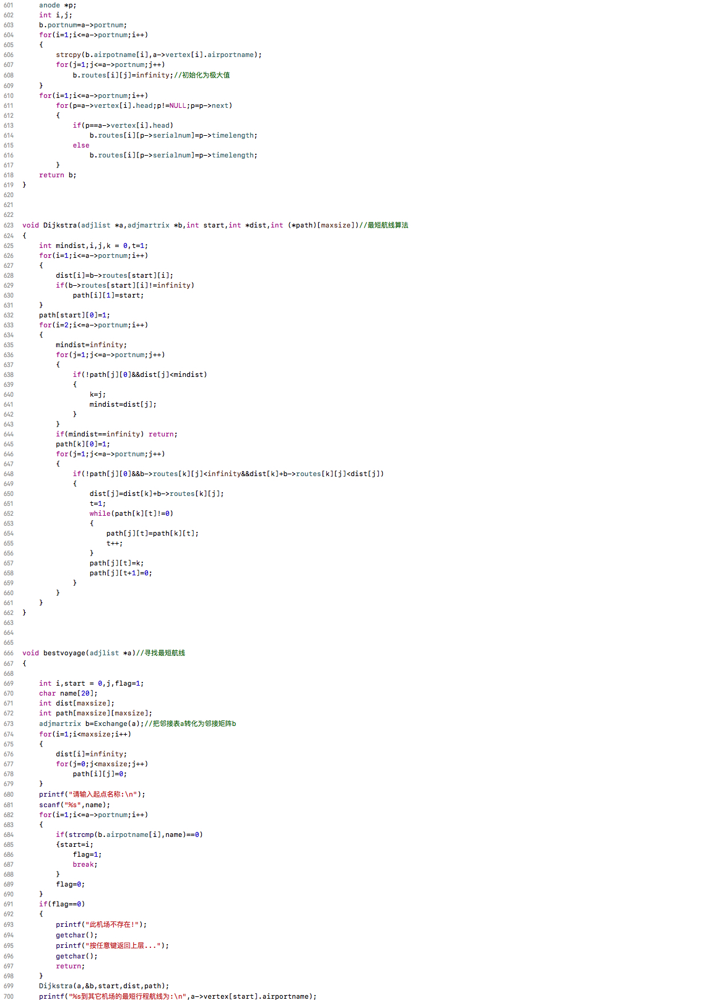 601 anode *p;
602 int i,j;
603 b.portnum=a->portnum;
604 for(i=1;i<=a->portnum;i++)
605 {
606 strcpy(b.airpotname[i],a->vertex[i].airportname);
607 for(j=1;j<=a->portnum;j++)
608 b.routes[i][j]=infinity;//初始化为极大值
609 }
610 for(i=1;i<=a->portnum;i++)
611 for(p=a->vertex[i].head;p!=NULL;p=p->next)
612 {
613 if(p==a->vertex[i].head)
614 b.routes[i][p->serialnum]=p->timelength;
615 else
616 b.routes[i][p->serialnum]=p->timelength;
617 }
618 return b;
619 }
620
621
622
623 void Dijkstra(adjlist *a,adjmartrix *b,int start,int *dist,int (*path)[maxsize])//最短航线算法
624 {
625 int mindist,i,j,k = 0,t=1;
626 for(i=1;i<=a->portnum;i++)
627 {
628 dist[i]=b->routes[start][i];
629 if(b->routes[start][i]!=infinity)
630 path[i][1]=start;
631 }
632 path[start][0]=1;
633 for(i=2;i<=a->portnum;i++)
634 {
635 mindist=infinity;
636 for(j=1;j<=a->portnum;j++)
637 {
638 if(!path[j][0]&&dist[j]<mindist)
639 {
640 k=j;
641 mindist=dist[j];
642 }
643 }
644 if(mindist==infinity) return;
645 path[k][0]=1;
646 for(j=1;j<=a->portnum;j++)
647 {
648 if(!path[j][0]&&b->routes[k][j]<infinity&&dist[k]+b->routes[k][j]<dist[j])
649 {
650 dist[j]=dist[k]+b->routes[k][j];
651 t=1;
652 while(path[k][t]!=0)
653 {
654 path[j][t]=path[k][t];
655 t++;
656 }
657 path[j][t]=k;
658 path[j][t+1]=0;
659 }
660 }
661 }
662 }
663
664
665
666 void bestvoyage(adjlist *a)//寻找最短航线
667 {
668
669 int i,start = 0,j,flag=1;
670 char name[20];
671 int dist[maxsize];
672 int path[maxsize][maxsize];
673 adjmartrix b=Exchange(a);//把邻接表a转化为邻接矩阵b
674 for(i=1;i<maxsize;i++)
675 {
676 dist[i]=infinity;
677 for(j=0;j<maxsize;j++)
678 path[i][j]=0;
679 }
680 printf("请输入起点名称:\n");
681 scanf("%s",name);
682 for(i=1;i<=a->portnum;i++)
683 {
684 if(strcmp(b.airpotname[i],name)==0)
685 {start=i;
686 flag=1;
687 break;
688 }
689 flag=0;
690 }
691 if(flag==0)
692 {
693 printf("此机场不存在!");
694 getchar();
695 printf("按任意键返回上层...");
696 getchar();
697 return;
698 }
699 Dijkstra(a,&b,start,dist,path);
700 printf("%s到其它机场的最短行程航线为:\n",a->vertex[start].airportname);